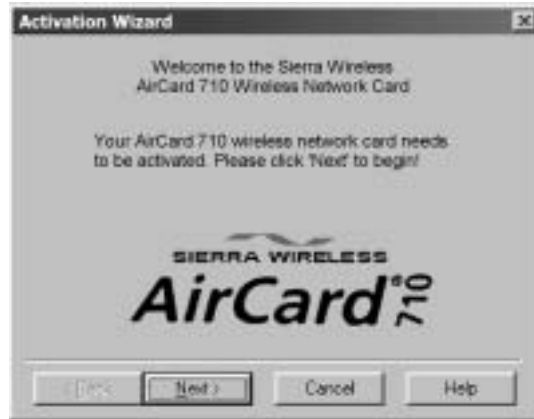 Activation Wizard
Welcome to the Sierra Wireless
AirCard 710 Wireless Network Card
Your AirCard 710 wireless network card needs
to be activated. Please click 'Next' to begin!
SIERRA WIRELESS
AirCard® 710
< Back
Next >
Cancel
Help